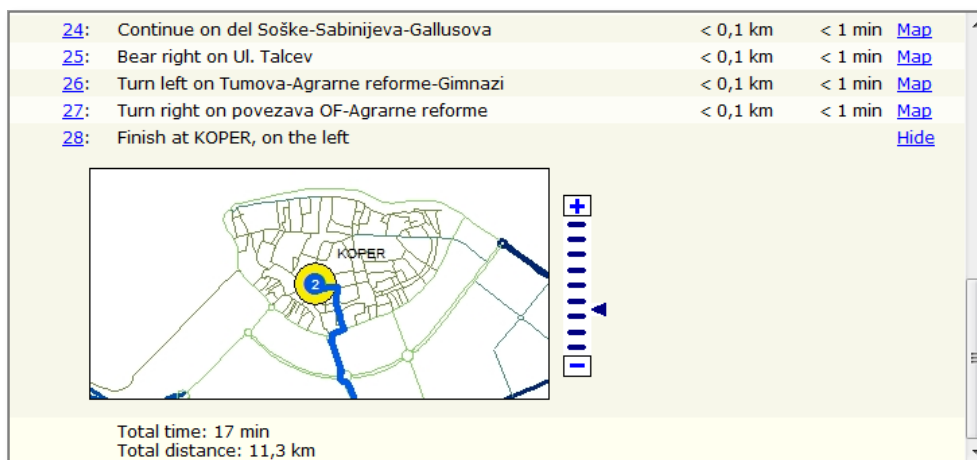 24: Continue on del Soške-Sabinijeva-Gallusova < 0,1 km < 1 min Map
25: Bear right on Ul. Talcev < 0,1 km < 1 min Map
26: Turn left on Tumova-Agrarne reforme-Gimnazi < 0,1 km < 1 min Map
27: Turn right on povezava OF-Agrarne reforme < 0,1 km < 1 min Map
28: Finish at KOPER, on the left Hide
KOPER
2
+
−
Total time: 17 min
Total distance: 11,3 km